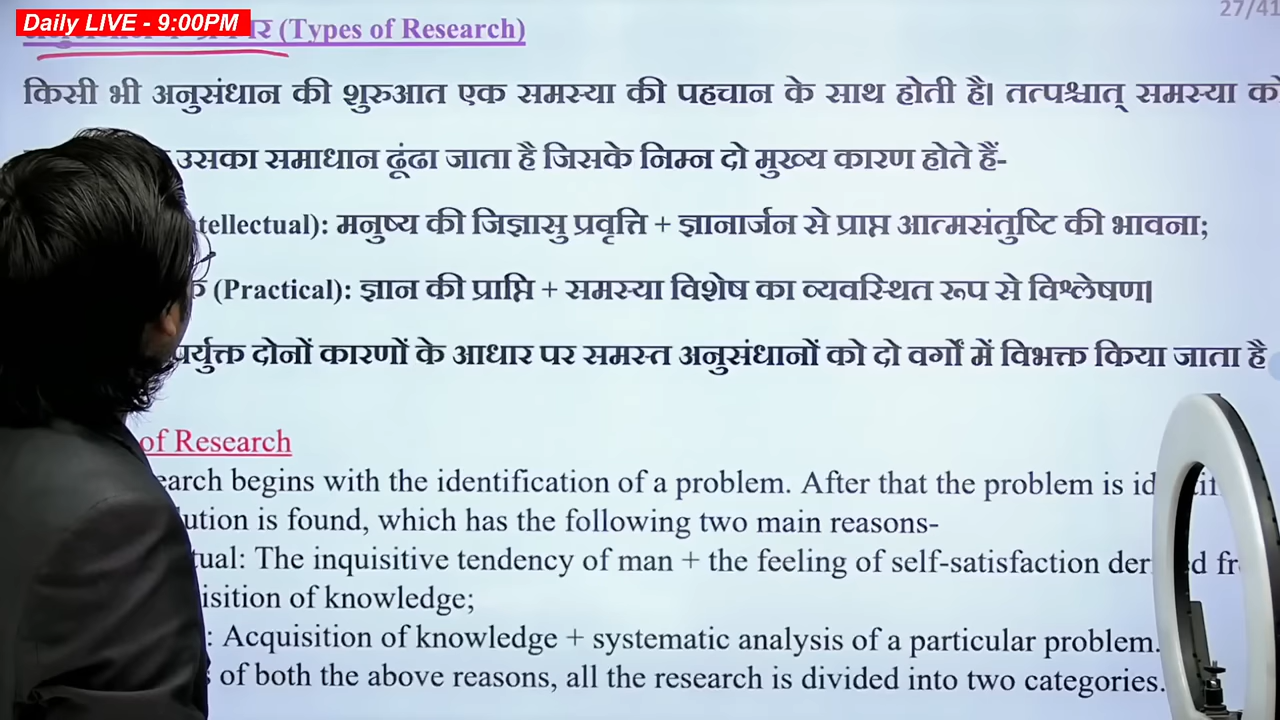 Daily LIVE - 9:00PM
27/41
(Types of Research)
किसी भी अनुसंधान की शुरुआत एक समस्या की पहचान के साथ होती है। तत्पश्चात् समस्या को
उसका समाधान ढूंढा जाता है जिसके निम्न दो मुख्य कारण होते हैं-
tellectual): मनुष्य की जिज्ञासु प्रवृत्ति + ज्ञानार्जन से प्राप्त आत्मसंतुष्टि की भावना;
(Practical): ज्ञान की प्राप्ति + समस्या विशेष का व्यवस्थित रूप से विश्लेषण।
पर्युक्त दोनों कारणों के आधार पर समस्त अनुसंधानों को दो वर्गों में विभक्त किया जाता है
of Research
earch begins with the identification of a problem. After that the problem is
ution is found, which has the following two main reasons-
tual: The inquisitive tendency of man + the feeling of self-satisfaction
isition of knowledge;
: Acquisition of knowledge + systematic analysis of a particular problem.
of both the above reasons, all the research is divided into two categories.